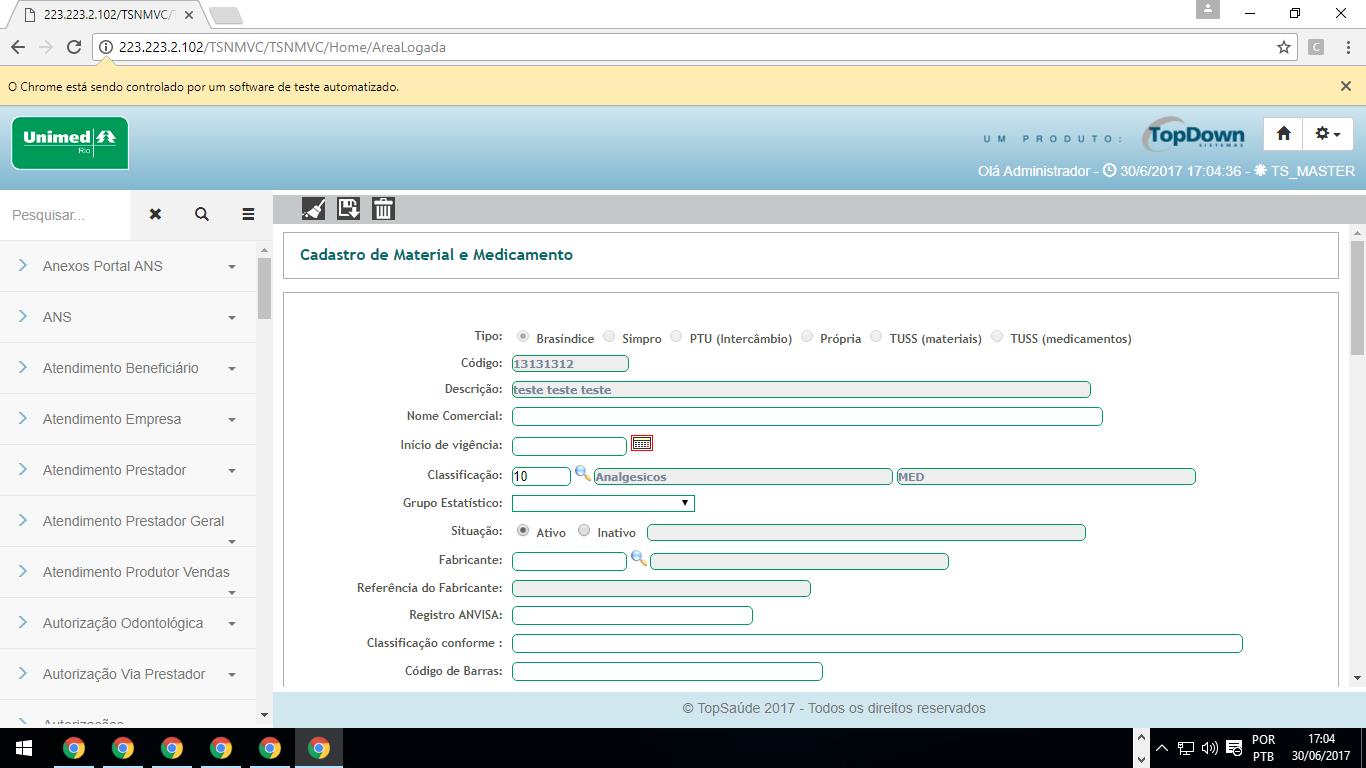 223.223.2.102/TSNMVC/T
223.223.2.102/TSNMVC/TSNMVC/Home/AreaLogada
C
O Chrome está sendo controlado por um software de teste automatizado.
Unimed
Rio
UM PRODUTO:
TopDown
SISTEMAS
Olá Administrador - 30/6/2017 17:04:36 - TS_MASTER
Pesquisar...
Anexos Portal ANS
ANS
Atendimento Beneficiário
Atendimento Empresa
Atendimento Prestador
Atendimento Prestador Geral
Atendimento Produtor Vendas
Autorização Odontológica
Autorização Via Prestador
Autorizações
Cadastro de Material e Medicamento
Tipo: Brasíndice Simpro PTU (Intercâmbio) Própria TUSS (materiais) TUSS (medicamentos)
Código: 13131312
Descrição: teste teste teste
Nome Comercial:
Início de vigência:
Classificação: 10 Analgesicos MED
Grupo Estatístico:
Situação: Ativo Inativo
Fabricante:
Referência do Fabricante:
Registro ANVISA:
Classificação conforme :
Código de Barras:
© TopSaúde 2017 - Todos os direitos reservados
POR
PTB
17:04
30/06/2017